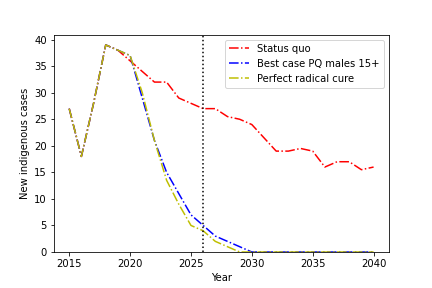 40
35
30
25
20
15
10
5
0
New indigenous cases
Status quo
Best case PQ males 15+
Perfect radical cure
2015 2020 2025 2030 2035 2040
Year